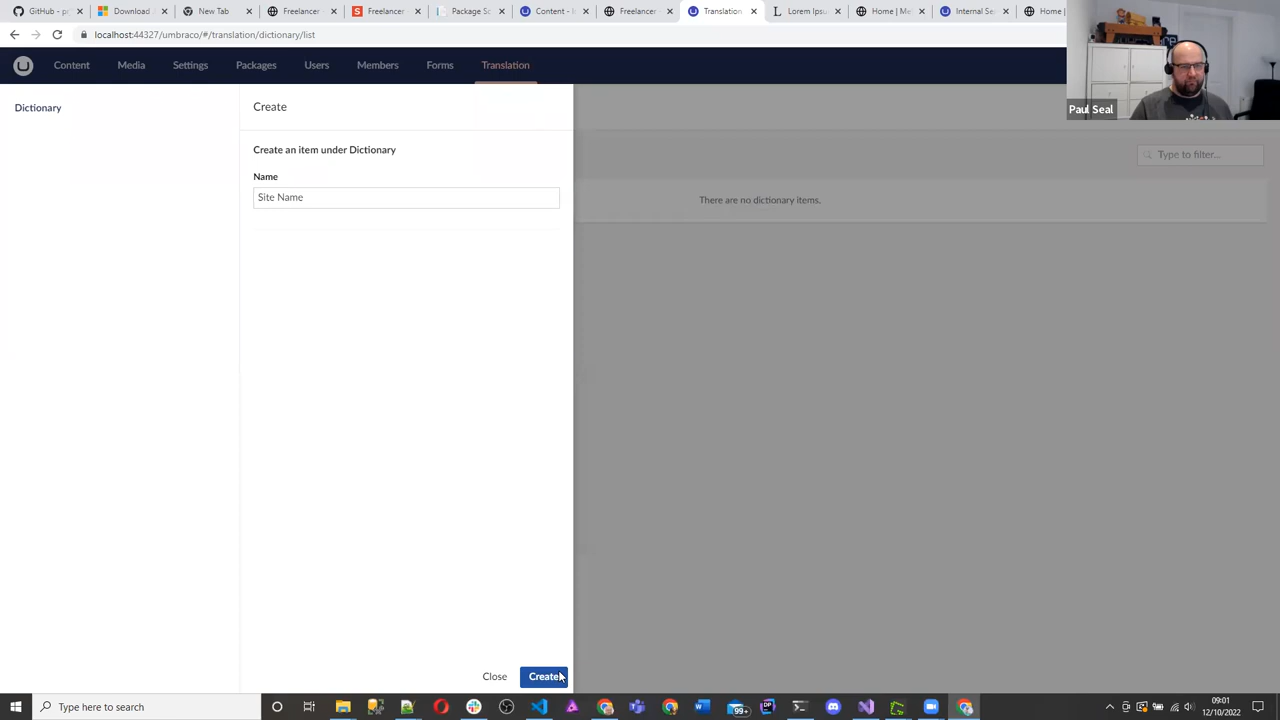 GitHub - p
Download
New Tab
Freelancer
Freelancer
Package Sc
Content - I
Freelancer
Translation
Lorem Ipsu
Home | Me
Internal Se
Home |
localhost:44327/umbraco/#/translation/dictionary/list
Content
Media
Settings
Packages
Users
Members
Forms
Translation
Paul Seal
Dictionary
Create
Create an item under Dictionary
Name
Site Name
Type to filter...
There are no dictionary items.
Close
Create
Type here to search
99+
09:01
12/10/2022